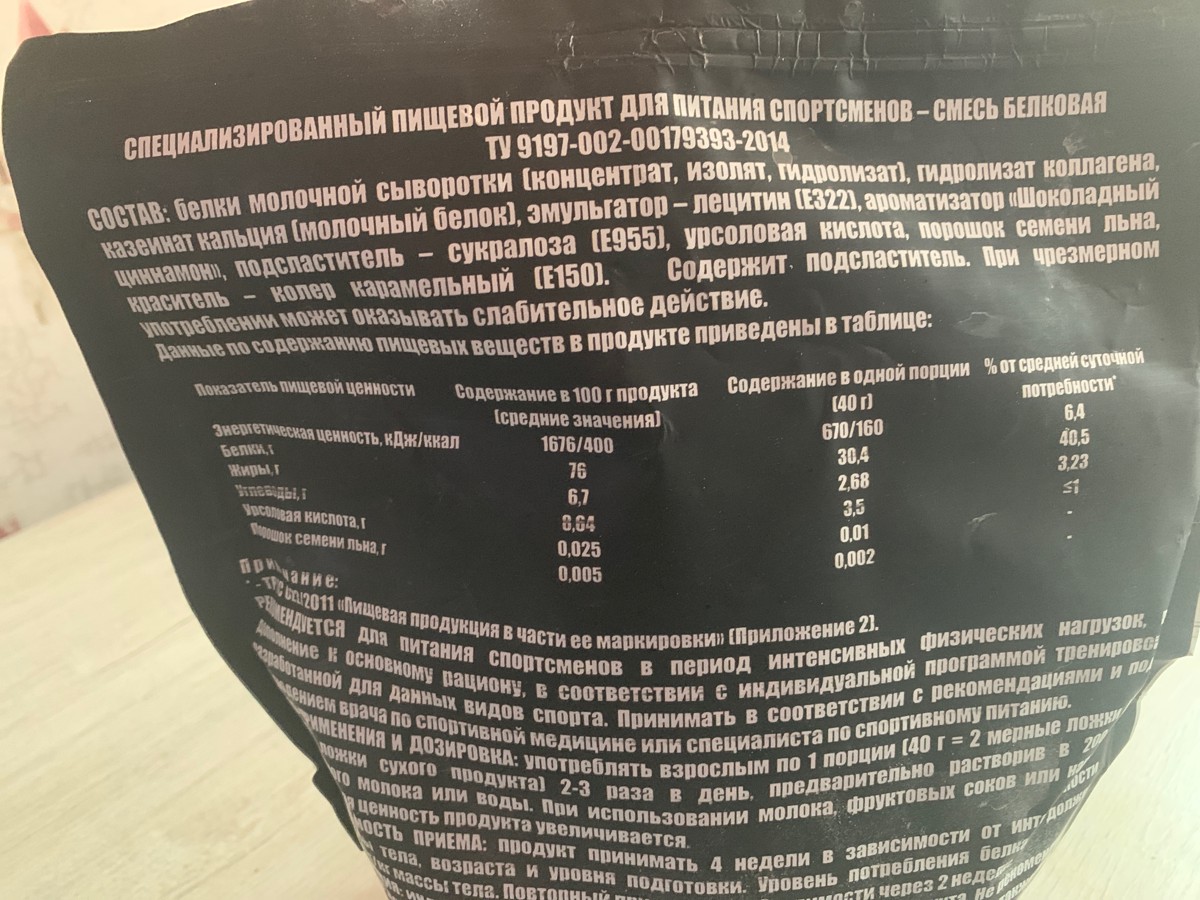 СПЕЦИАЛИЗИРОВАННЫЙ ПИЩЕВОЙ ПРОДУКТ ДЛЯ ПИТАНИЯ СПОРТСМЕНОВ – СМЕСЬ БЕЛКОВАЯ
ТУ 9197-002-00179393-2014
СОСТАВ: белки молочной сыворотки (концентрат, изолят, гидролизат), гидролизат коллагена,
казеинат кальция (молочный белок), эмульгатор – лецитин (Е322), ароматизатор «Шоколадный
циннамон», подсластитель – сукралоза (Е955), урсоловая кислота, порошок семени льна,
краситель – колер карамельный (Е150). Содержит подсластитель. При чрезмерном
употреблении может оказывать слабительное действие.
Данные по содержанию пищевых веществ в продукте приведены в таблице:
Показатель пищевой ценности Содержание в 100 г продукта Содержание в одной порции % от средней суточной
(средние значения) (40 г) потребности*
Энергетическая ценность, кДж/ккал 1676/400 670/160 6,4
Белки, г 76 30,4 40,5
Жиры, г 6,7 2,68 3,23
Углеводы, г 8,64 3,5 ≤1
Урсоловая кислота, г 0,025 0.01 -
Порошок семени льна, г 0,005 0,002 -
Примечание:
2011 «Пищевая продукция в части ее маркировки» (Приложение 2).
РЕКОМЕНДУЕТСЯ для питания спортсменов в период интенсивных физических нагрузок,
к основному рациону, в соответствии с индивидуальной программой
для данных видов спорта. Принимать в соответствии с рекомендациями и
врача по спортивной медицине или специалиста по спортивному питанию.
И ДОЗИРОВКА: употреблять взрослым по 1 порции (40 г = 2 мерные ложки
сухого продукта) 2-3 раза в день, предварительно растворив в
молока или воды. При использовании молока, фруктовых соков или
ценность продукта увеличивается.
ПРИЕМА: продукт принимать 4 недели в зависимости от
тела, возраста и уровня подготовки. Уровень потребления
массы тела. Повторный через 2